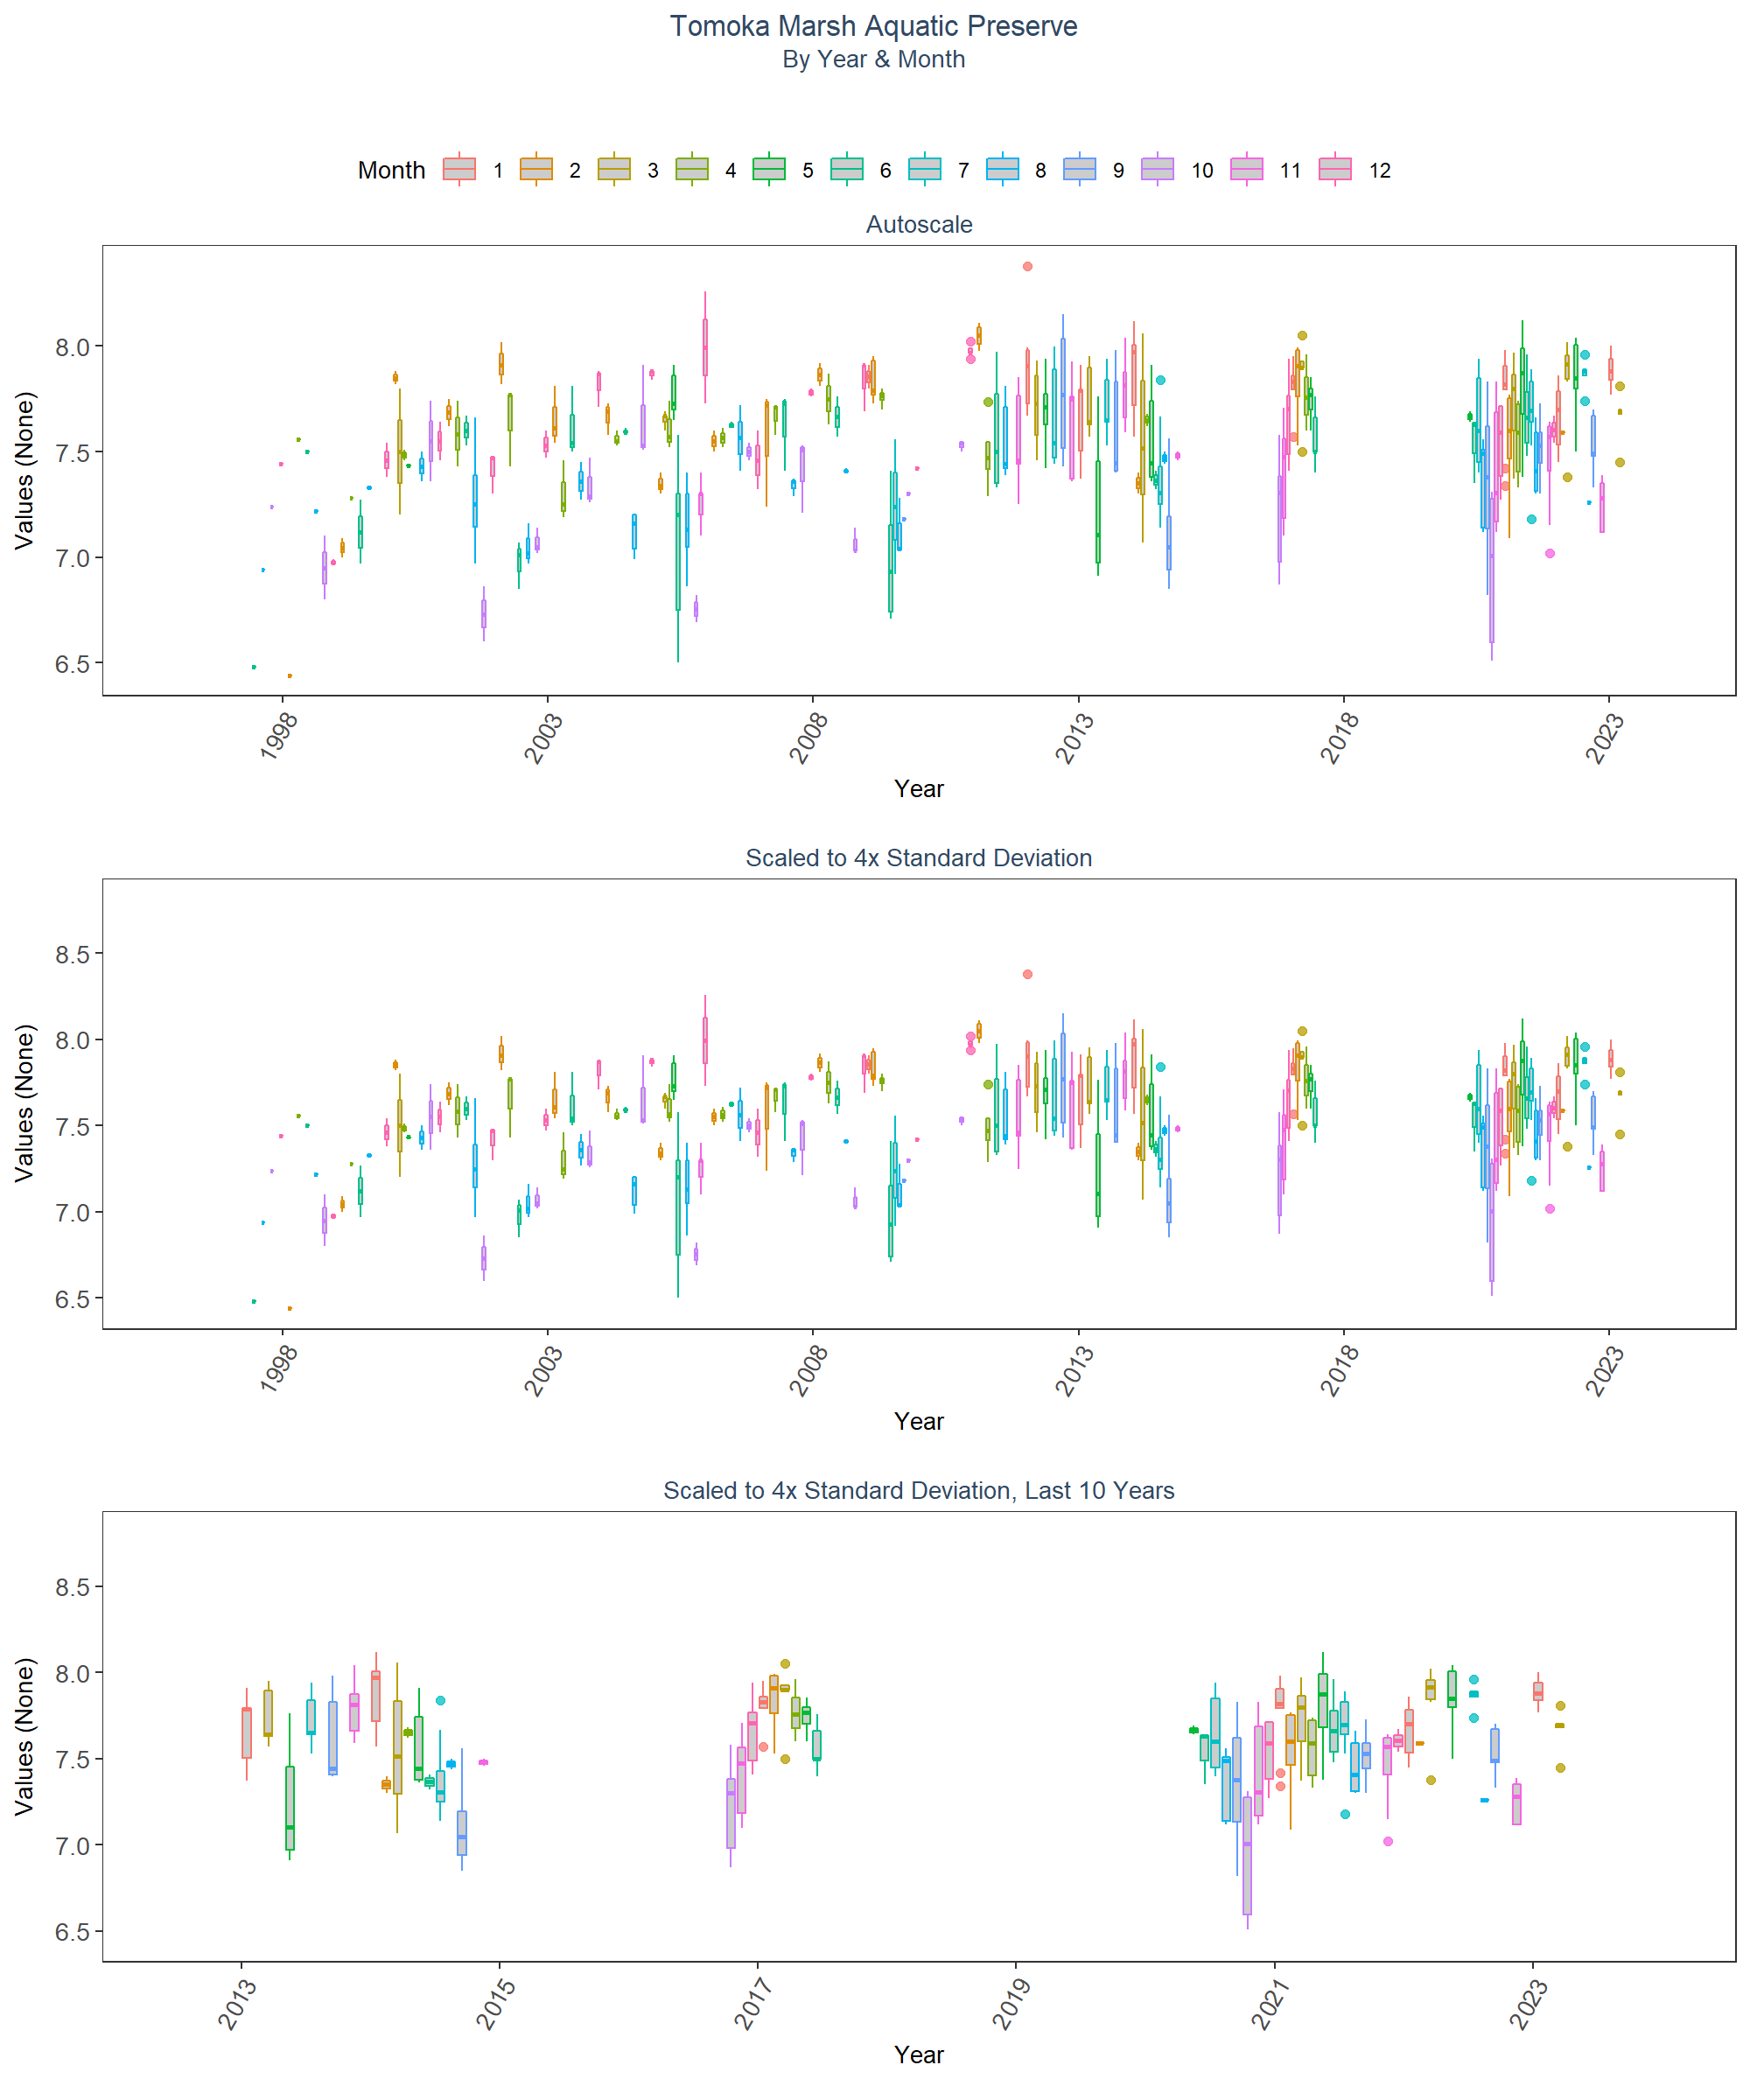 Tomoka Marsh Aquatic Preserve
By Year & Month
Month 1 2 3 4 5 6 7 8 9 10 11 12
Autoscale
Values (None)
8.0
7.5
7.0
6.5
1998 2003 2008 2013 2018 2023
Year
Scaled to 4x Standard Deviation
Values (None)
8.5
8.0
7.5
7.0
6.5
1998 2003 2008 2013 2018 2023
Year
Scaled to 4x Standard Deviation, Last 10 Years
Values (None)
8.5
8.0
7.5
7.0
6.5
2013 2015 2017 2019 2021 2023
Year